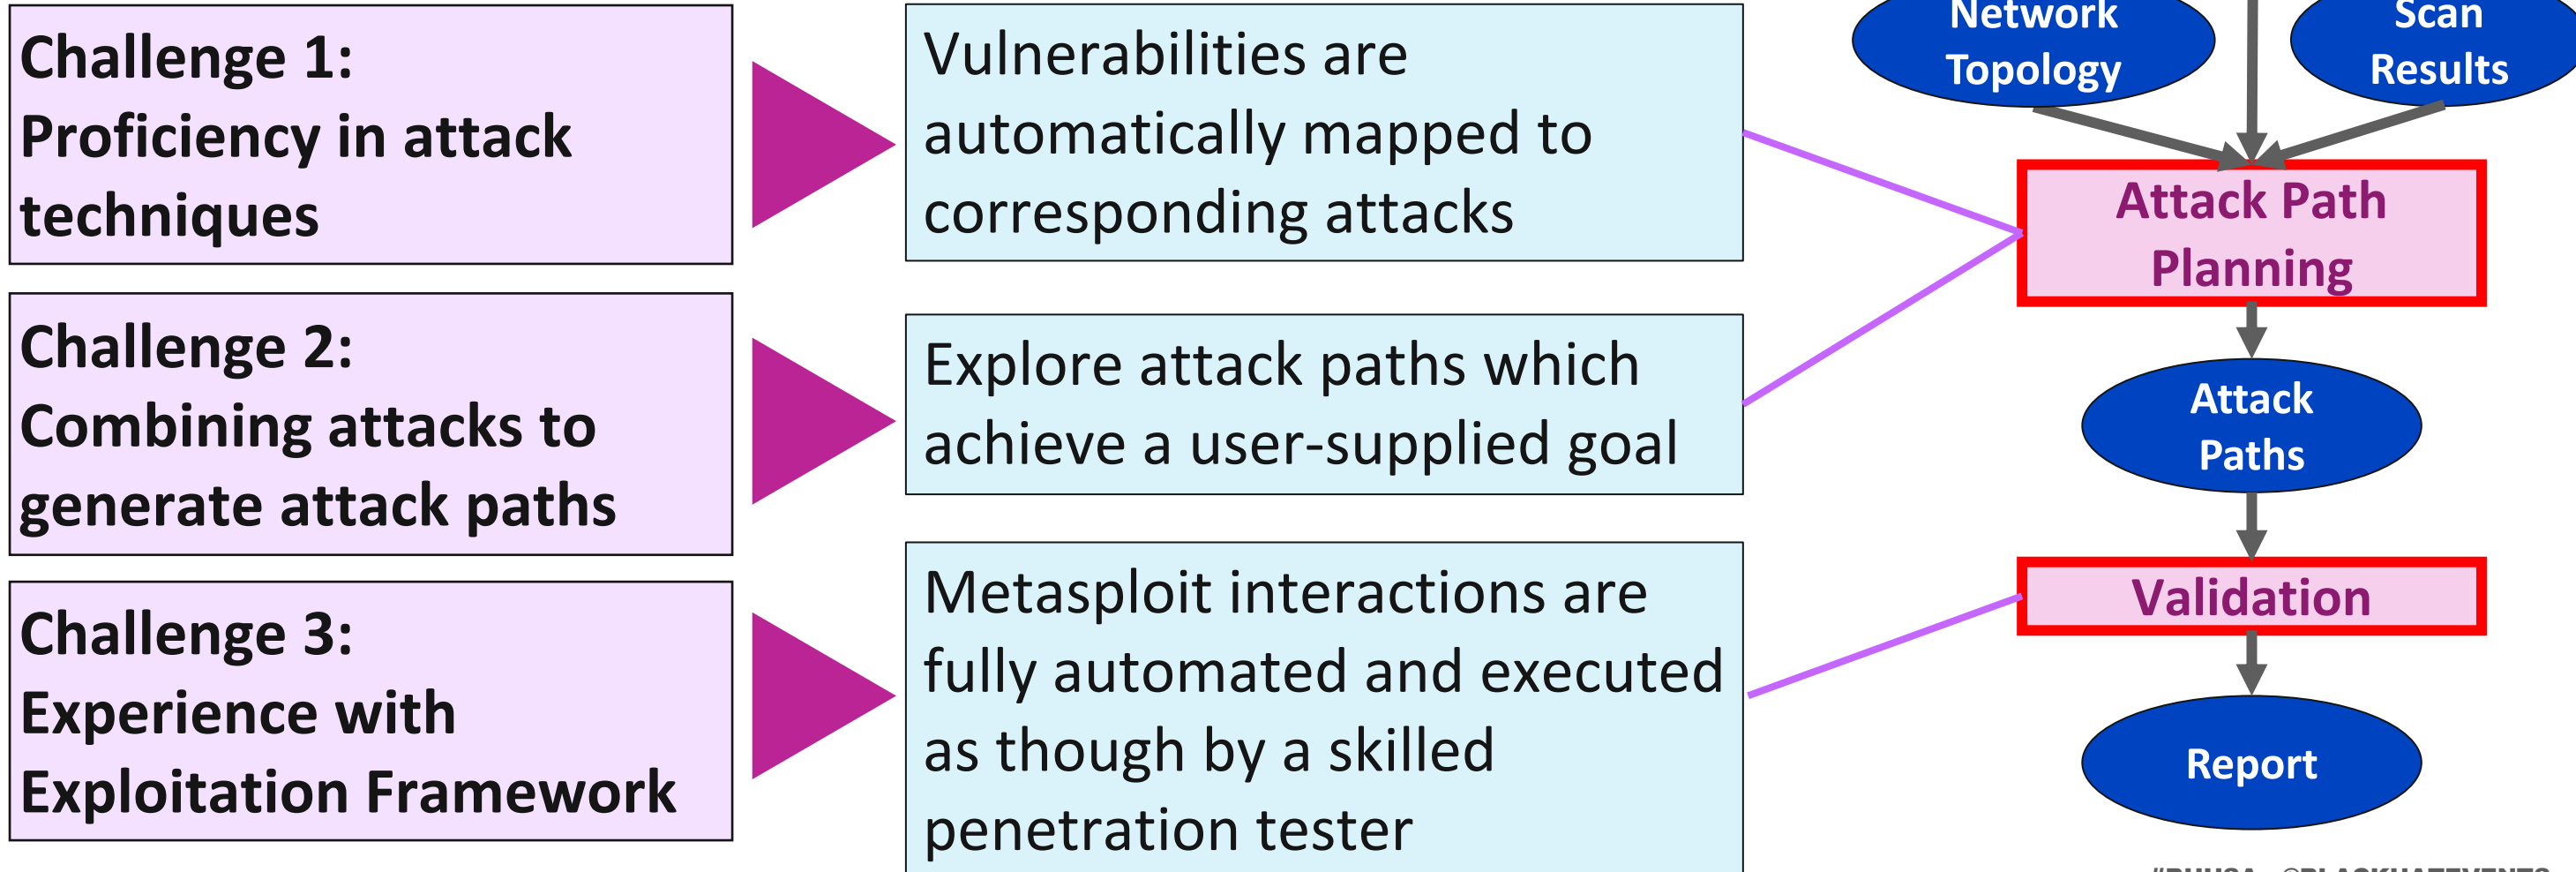 Challenge 1:
Proficiency in attack
techniques
Vulnerabilities are
automatically mapped to
corresponding attacks
Challenge 2:
Combining attacks to
generate attack paths
Explore attack paths which
achieve a user-supplied goal
Challenge 3:
Experience with
Exploitation Framework
Metasploit interactions are
fully automated and executed
as though by a skilled
penetration tester
Network
Topology
Scan
Results
Attack Path
Planning
Attack
Paths
Validation
Report
#BHUSA @BLACKHATEVENTS